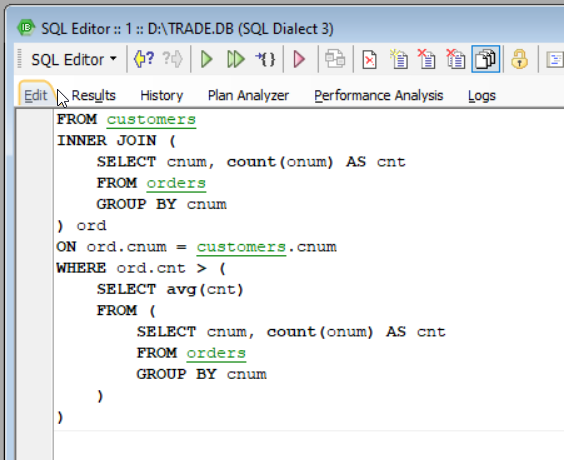 SQL Editor :: 1 :: D:\TRADE.DB (SQL Dialect 3)
SQL Editor
Edit Results History Plan Analyzer Performance Analysis Logs
FROM customers
INNER JOIN (
SELECT cnum, count(onum) AS cnt
FROM orders
GROUP BY cnum
) ord
ON ord.cnum = customers.cnum
WHERE ord.cnt > (
SELECT avg(cnt)
FROM (
SELECT cnum, count(onum) AS cnt
FROM orders
GROUP BY cnum
)
)